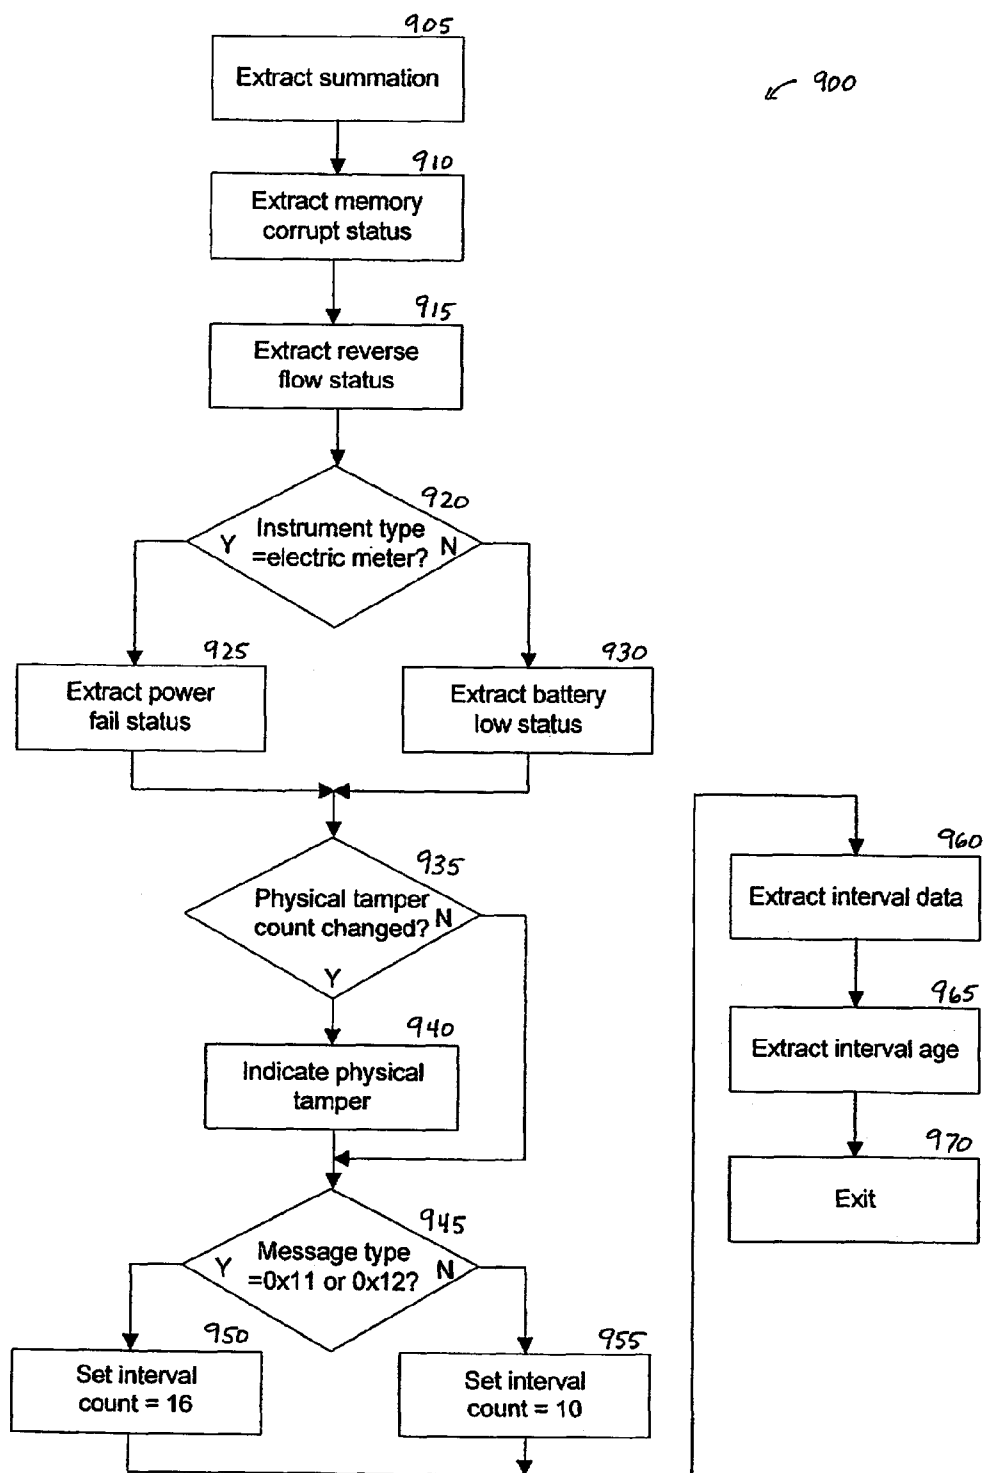 905
Extract summation
900
910
Extract memory
corrupt status
915
Extract reverse
flow status
920
Instrument type
=electric meter?
Y
N
925
Extract power
fail status
930
Extract battery
low status
935
Physical tamper
count changed?
N
Y
940
Indicate physical
tamper
945
Message type
=0x11 or 0x12?
Y
N
950
Set interval
count = 16
955
Set interval
count = 10
960
Extract interval data
965
Extract interval age
970
Exit